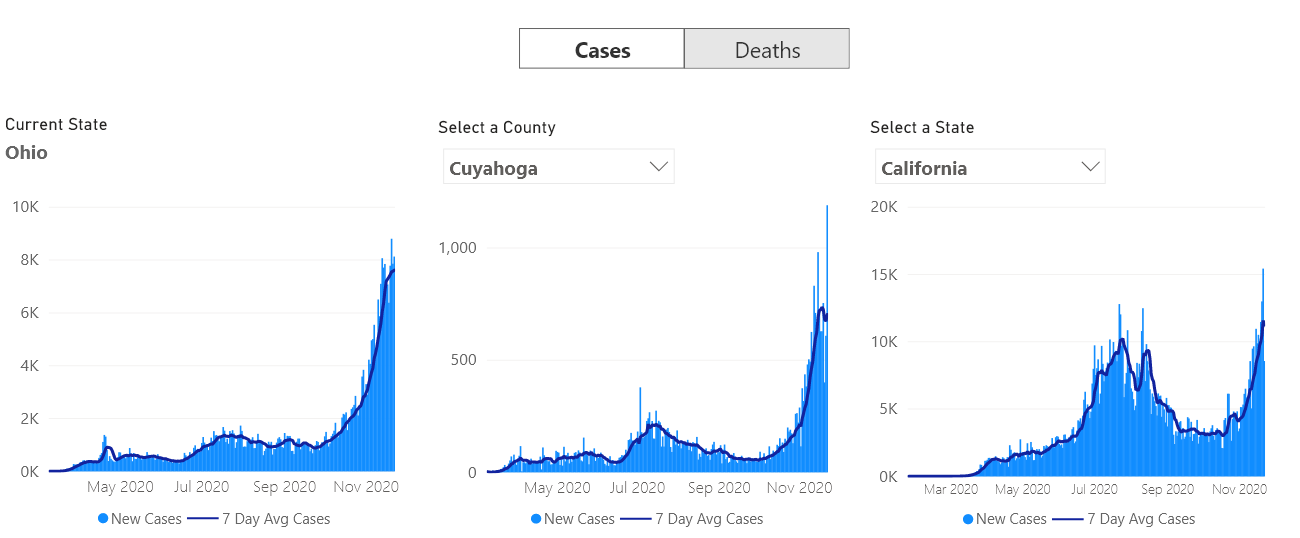 Cases
Deaths
Current State
Ohio
10K
8K
6K
4K
2K
0K
May 2020 Jul 2020 Sep 2020 Nov 2020
New Cases 7 Day Avg Cases
Select a County
Cuyahoga
1,000
500
0
May 2020 Jul 2020 Sep 2020 Nov 2020
New Cases 7 Day Avg Cases
Select a State
California
20K
15K
10K
5K
0K
Mar 2020 May 2020 Jul 2020 Sep 2020 Nov 2020
New Cases 7 Day Avg Cases